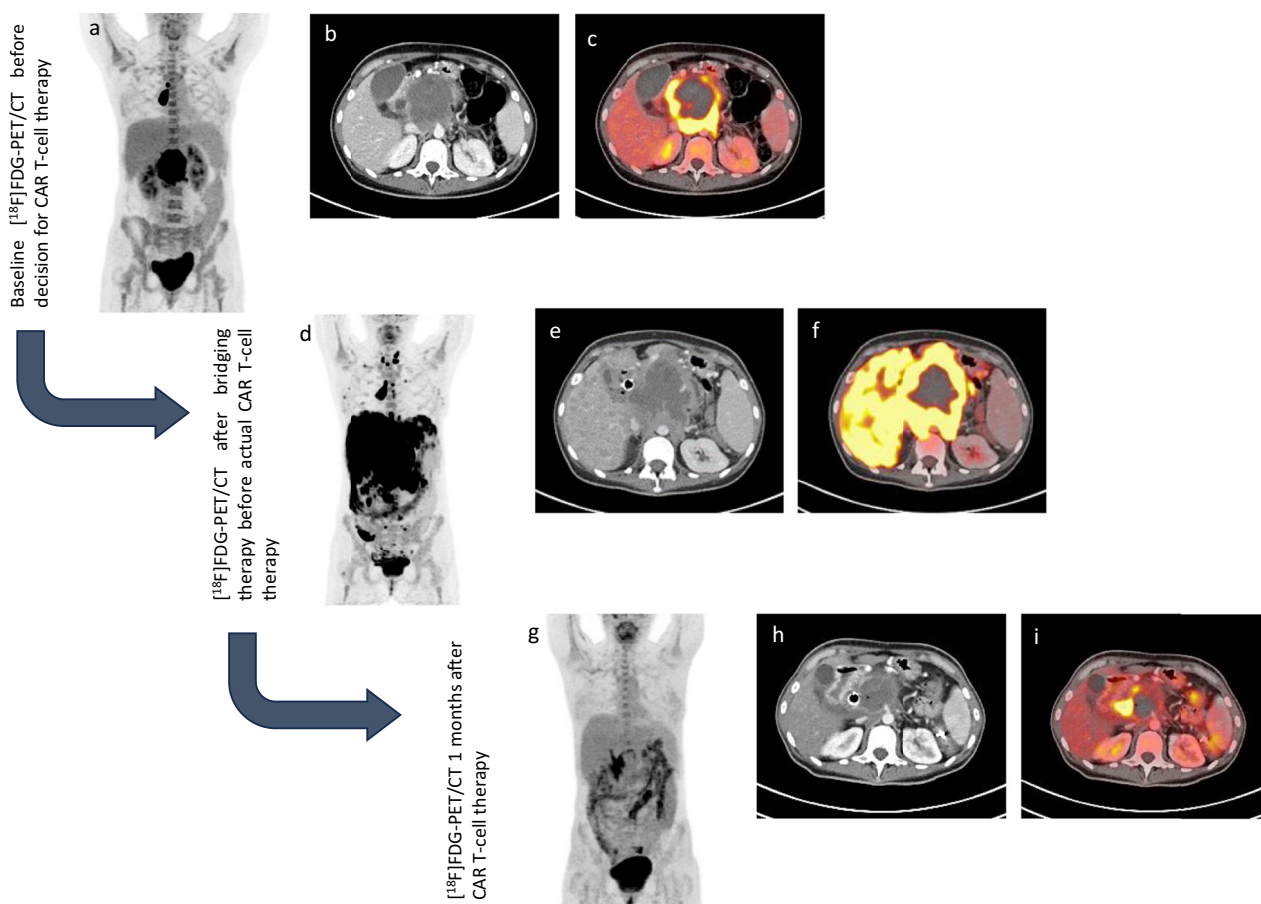 a
b
c
Baseline [¹⁸F]FDG-PET/CT before
decision for CAR T-cell therapy
d
e
f
[¹⁸F]FDG-PET/CT after bridging
therapy before actual CAR T-cell
therapy
g
h
i
[¹⁸F]FDG-PET/CT 1 months after
CAR T-cell therapy